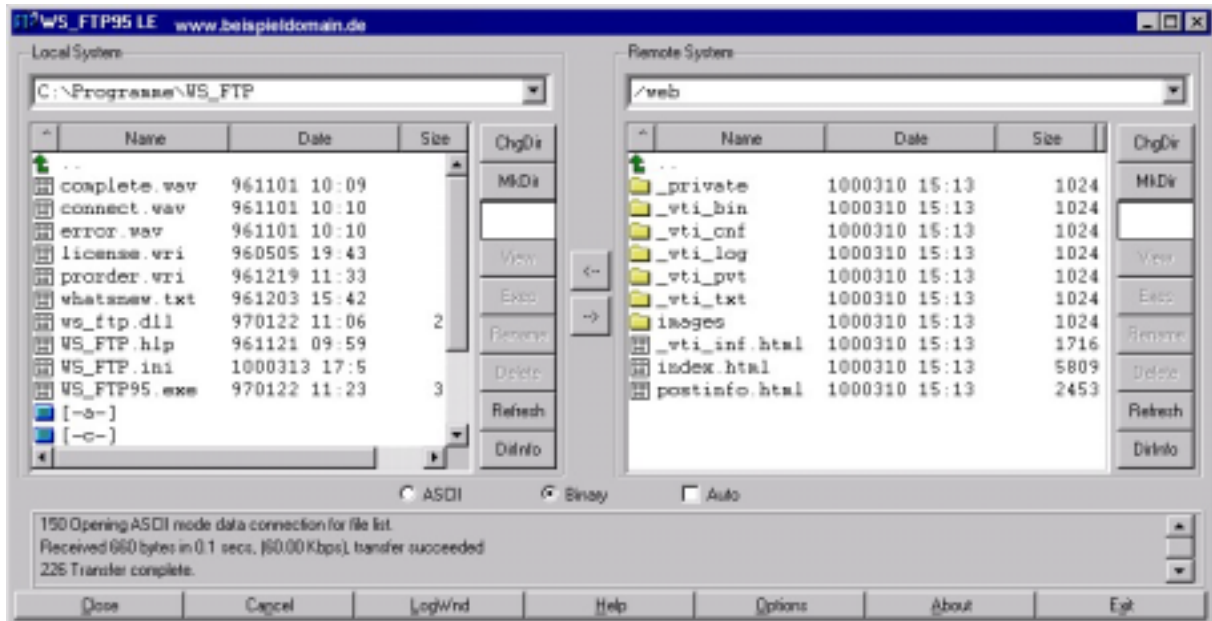 WS_FTP95 LE www.beispieldomain.de
Local System
C:\Programme\WS_FTP
^ Name Date Size
..
complete.wav 961101 10:09
connect.wav 961101 10:10
error.wav 961101 10:10
license.wri 960505 19:43
prorder.wri 961219 11:33
whatsnew.txt 961203 15:42
ws_ftp.dll 970122 11:06 2
WS_FTP.hlp 961121 09:59
WS_FTP.ini 1000313 17:5
WS_FTP95.exe 970122 11:23 3
[-a-]
[-c-]
ChgDir
MkDir
View
Exec
Rename
Delete
Refresh
DirInfo
<--
-->
Remote System
/web
^ Name Date Size
..
_private 1000310 15:13 1024
_vti_bin 1000310 15:13 1024
_vti_cnf 1000310 15:13 1024
_vti_log 1000310 15:13 1024
_vti_pvt 1000310 15:13 1024
_vti_txt 1000310 15:13 1024
images 1000310 15:13 1024
_vti_inf.html 1000310 15:13 1716
index.html 1000310 15:13 5809
postinfo.html 1000310 15:13 2453
ChgDir
MkDir
View
Exec
Rename
Delete
Refresh
DirInfo
ASCII Binary Auto
150 Opening ASCII mode data connection for file list.
Received 660 bytes in 0.1 secs, (60.00 Kbps), transfer succeeded
226 Transfer complete.
Close Cancel LogWnd Help Options About Exit